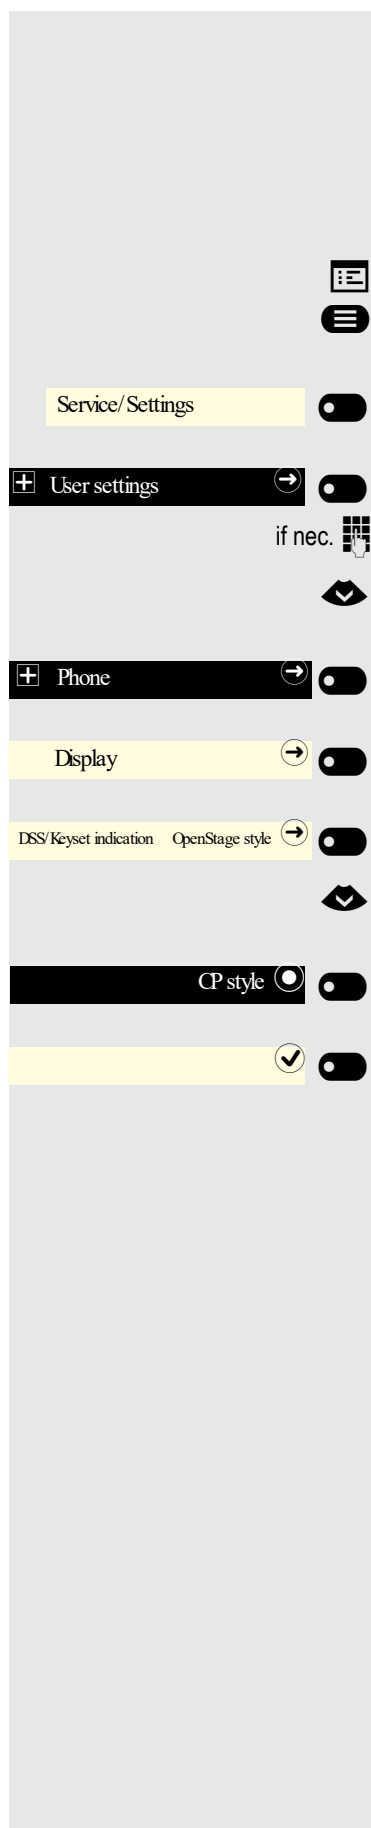 Service/Settings
User settings
if nec.
Phone
Display
DSS/Keyset indication OpenStage style
CP style